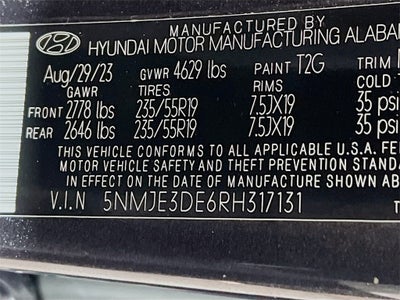 MANUFACTURED BY
HYUNDAI MOTOR MANUFACTURING ALABA
Aug/29/23 GVWR 4629 lbs PAINT T2G TRIM
GAWR TIRES RIMS COLD
FRONT 2778 lbs 235/55R19 7.5JX19 35 psi
REAR 2646 lbs 235/55R19 7.5JX19 35 psi
THIS VEHICLE CONFORMS TO ALL APPLICABLE U.S.A. FE
MOTOR VEHICLE SAFETY AND THEFT PREVENTION STANDAR
IN EFFECT ON THE DATE OF MANUFACTURE SHOWN ABOVE.
V.I.N 5NMJE3DE6RH317131